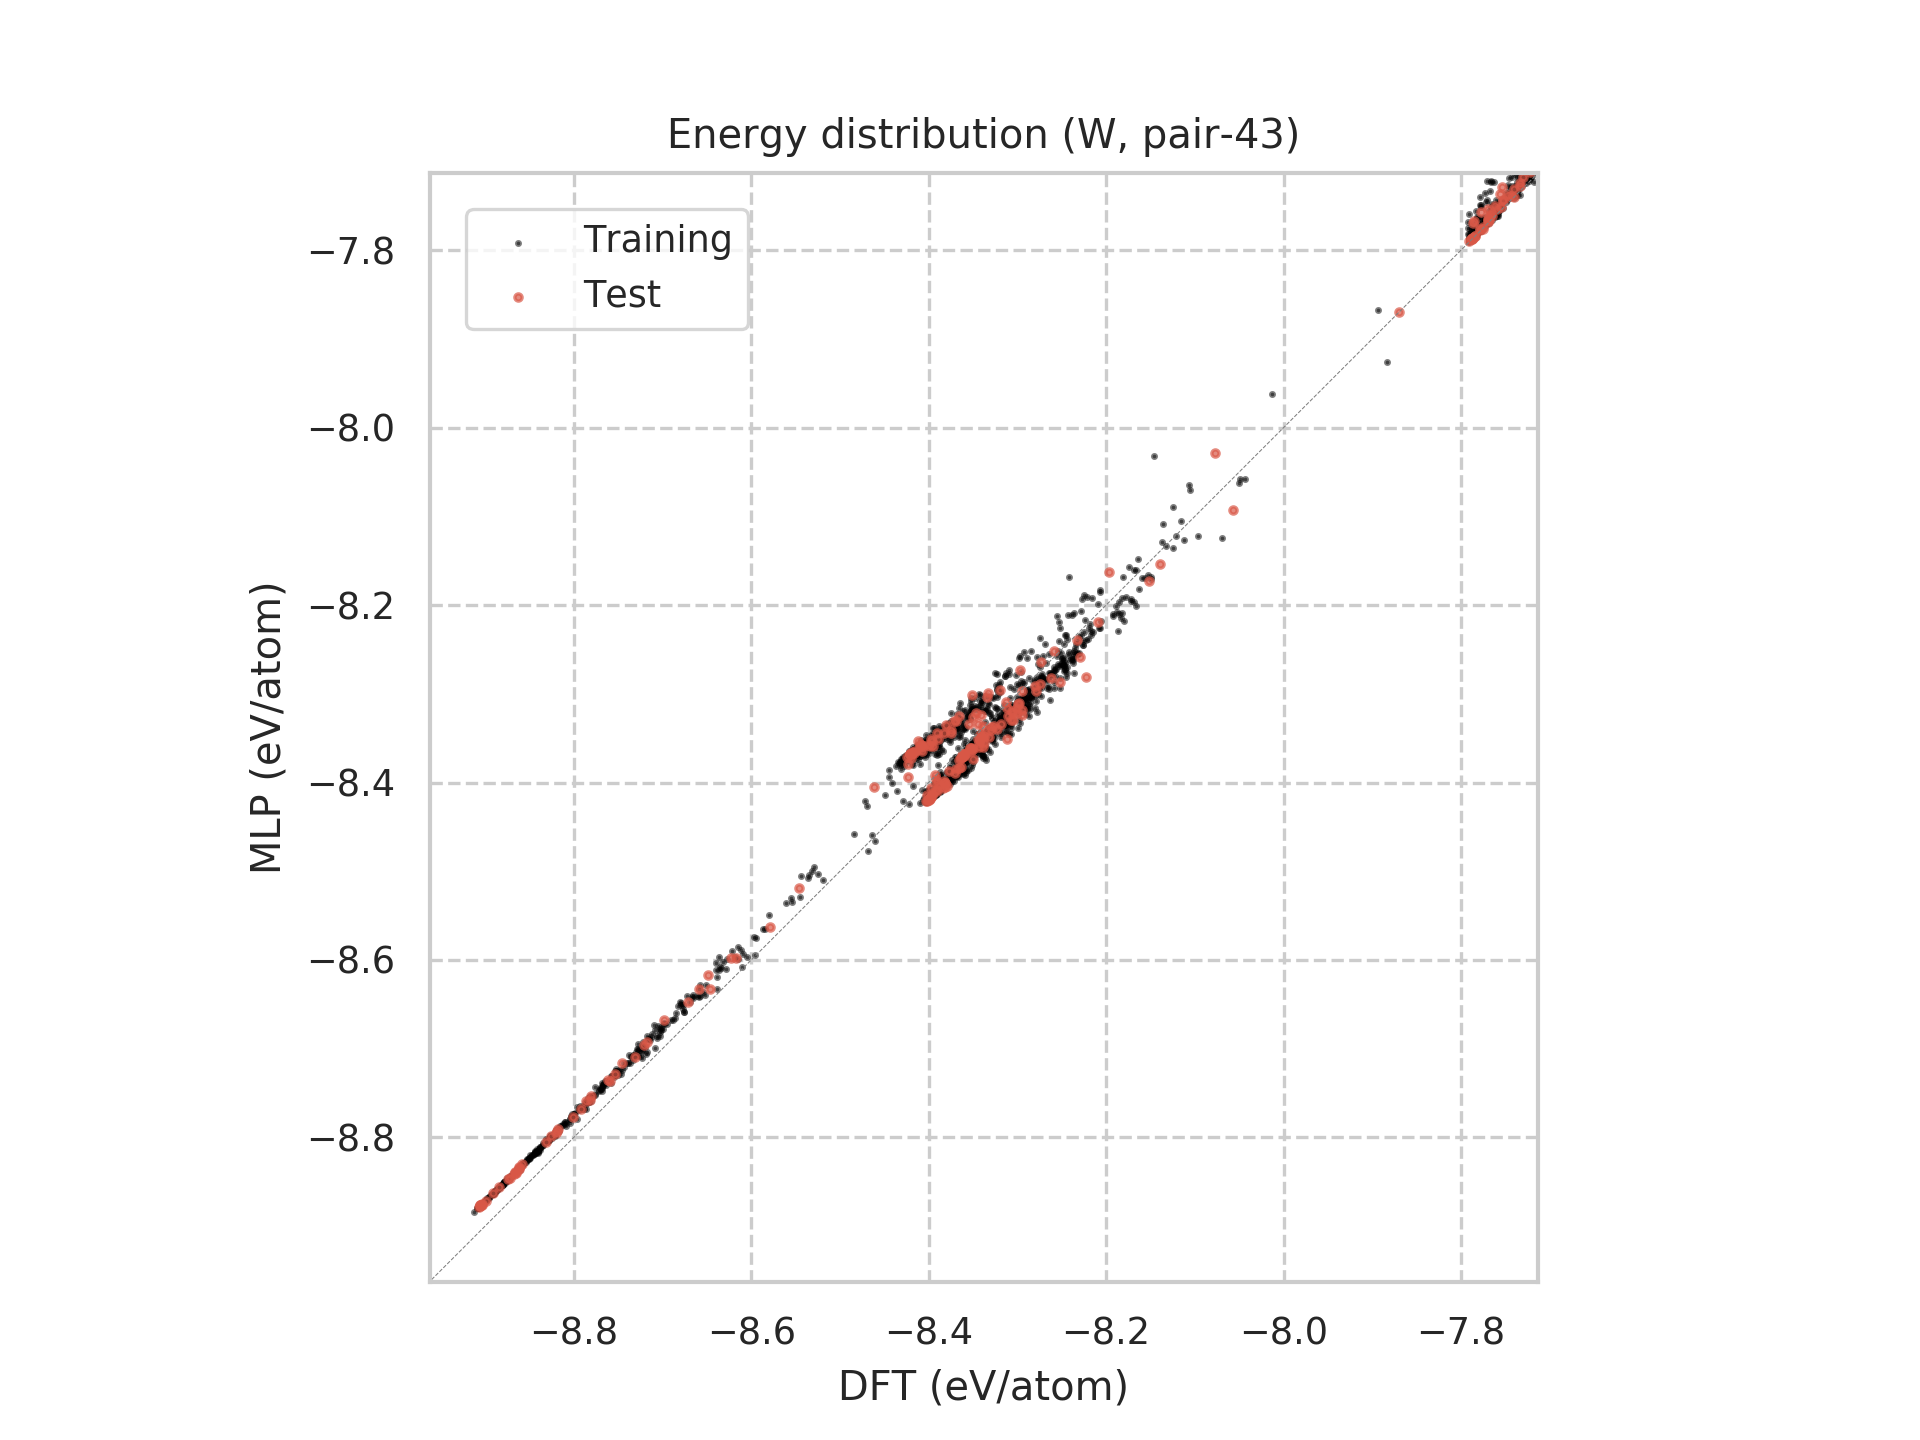 Energy distribution (W, pair-43)
Training
Test
−7.8
−8.0
−8.2
−8.4
−8.6
−8.8
MLP (eV/atom)
−8.8 −8.6 −8.4 −8.2 −8.0 −7.8
DFT (eV/atom)